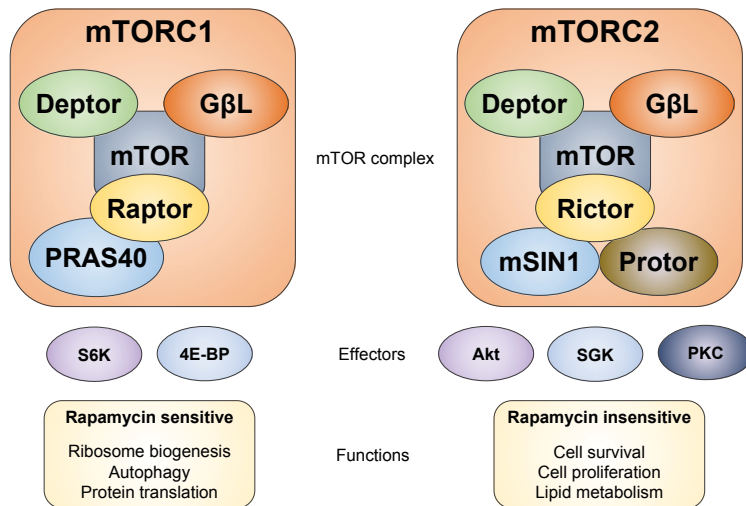 mTORC1
Deptor
GβL
mTOR
Raptor
PRAS40
mTOR complex
mTORC2
Deptor
GβL
mTOR
Rictor
mSIN1
Protor
S6K
4E-BP
Effectors
Akt
SGK
PKC
Rapamycin sensitive
Ribosome biogenesis
Autophagy
Protein translation
Functions
Rapamycin insensitive
Cell survival
Cell proliferation
Lipid metabolism